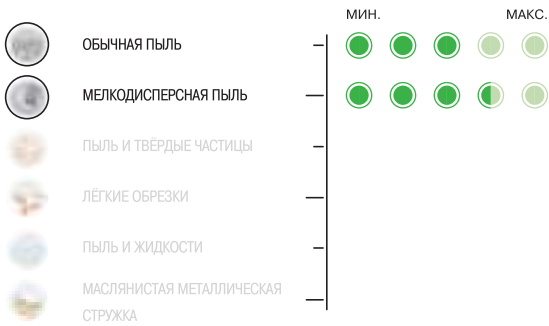 МИН. МАКС.
ОБЫЧНАЯ ПЫЛЬ
МЕЛКОДИСПЕРСНАЯ ПЫЛЬ
ПЫЛЬ И ТВЁРДЫЕ ЧАСТИЦЫ
ЛЁГКИЕ ОБРЕЗКИ
ПЫЛЬ И ЖИДКОСТИ
МАСЛЯНИСТАЯ МЕТАЛЛИЧЕСКАЯ
СТРУЖКА